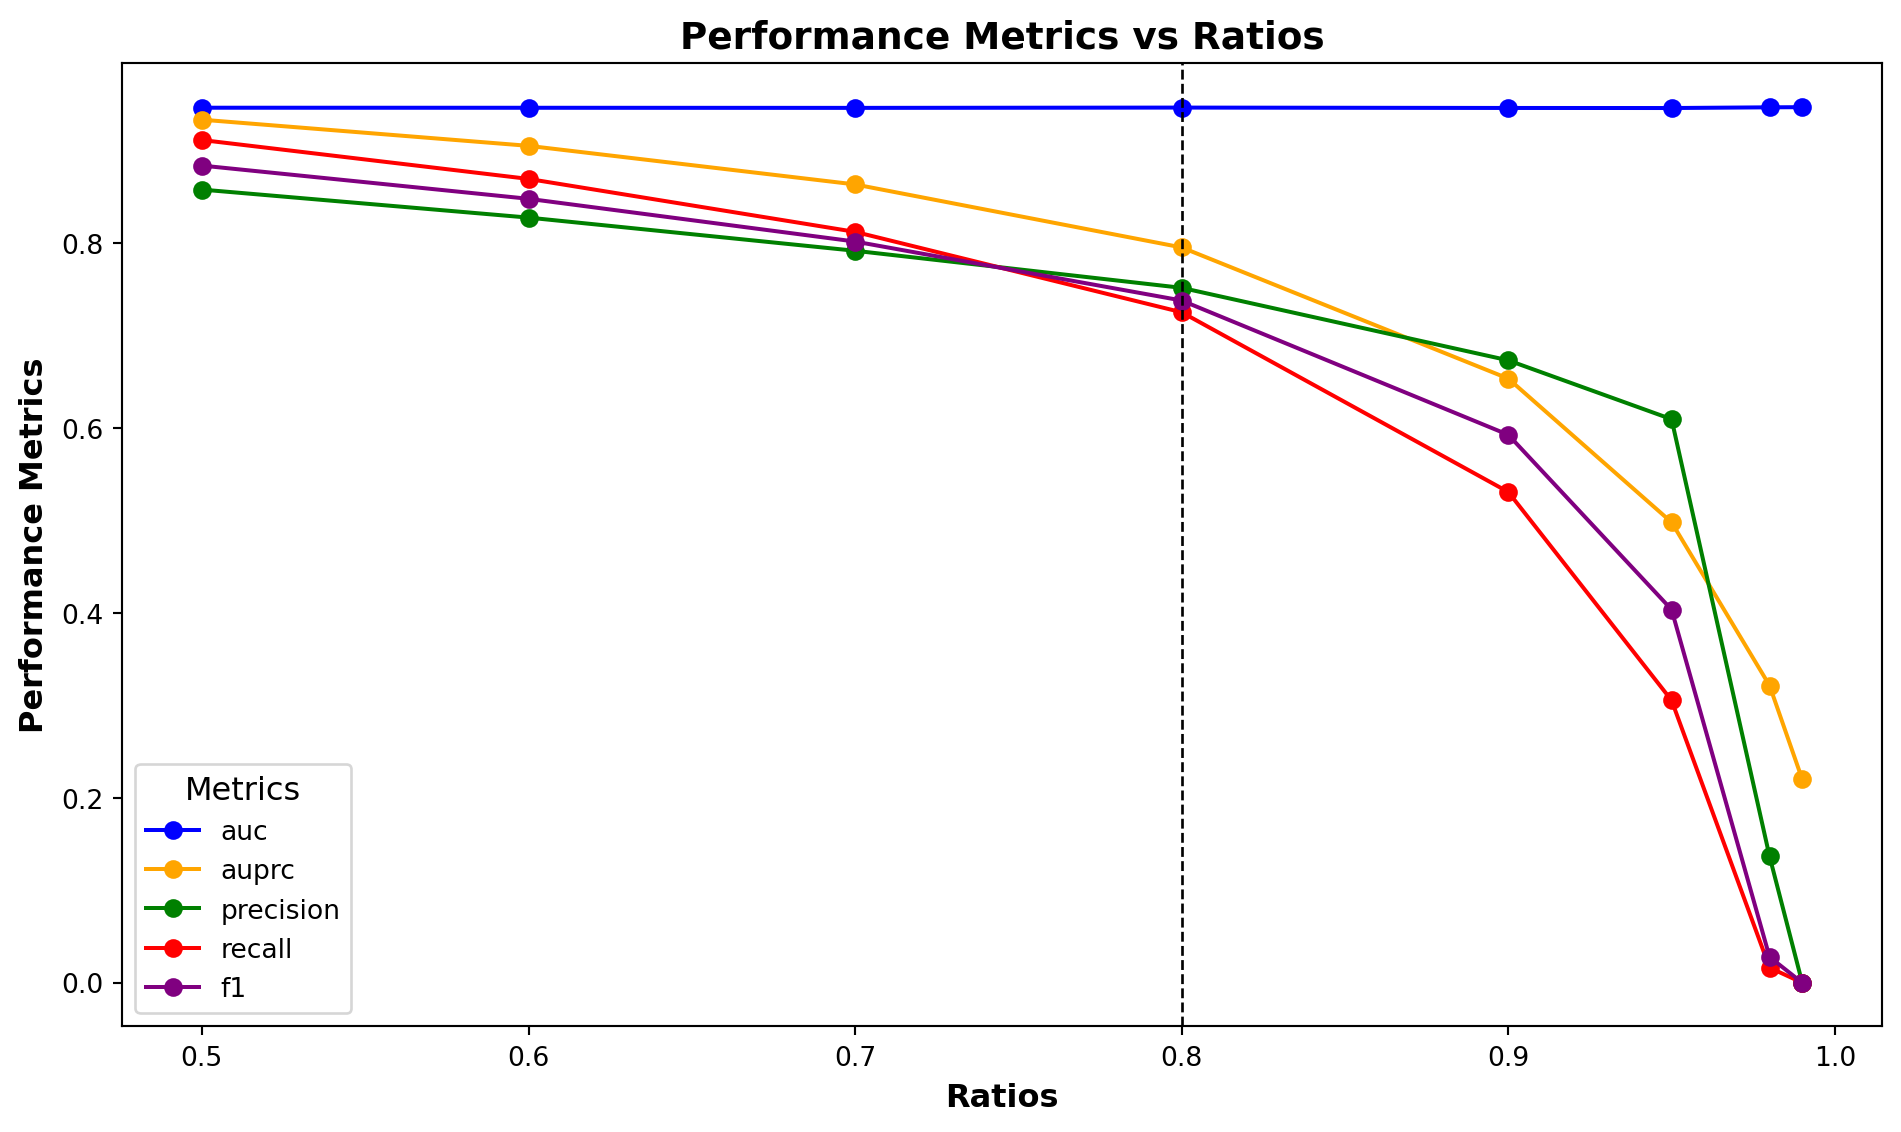 Performance Metrics vs Ratios
Performance Metrics
0.8
0.6
0.4
0.2
0.0
Metrics
auc
auprc
precision
recall
f1
0.5 0.6 0.7 0.8 0.9 1.0
Ratios